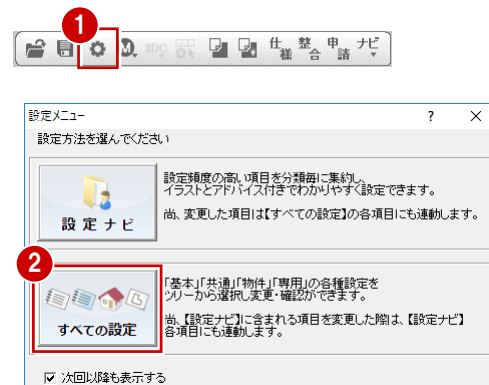 1
3DC
仕様 整合 申請 ナビ
設定メニュー ? ×
設定方法を選んでください
設定ナビ
設定頻度の高い項目を分類毎に集約し、
イラストとアドバイス付きでわかりやすく設定できます。
尚、変更した項目は【すべての設定】の各項目にも連動します。
2
すべての設定
「基本」「共通」「物件」「専用」の各種設定を
ツリーから選択し変更・確認ができます。
尚、【設定ナビ】に含まれる項目を変更した際は、【設定ナビ】
各項目にも連動します。
次回以降も表示する